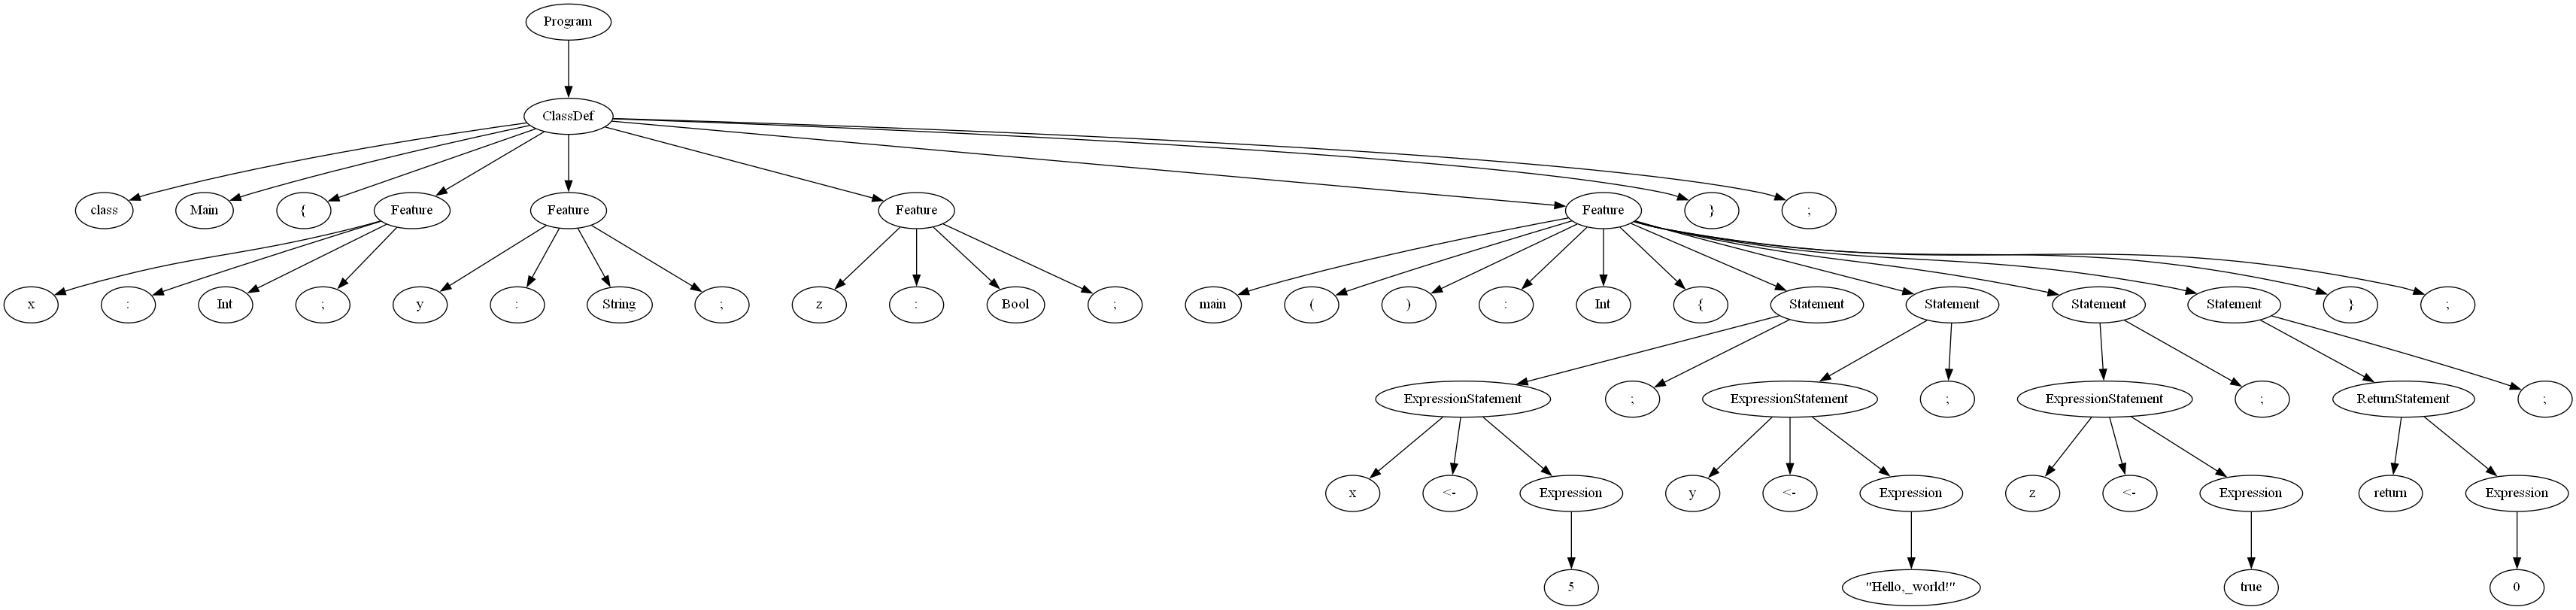 Program
ClassDef
class Main { Feature Feature Feature Feature } ;
x : Int ; y : String ; z : Bool ; main ( ) : Int { Statement Statement Statement Statement } ;
ExpressionStatement ; ExpressionStatement ; ExpressionStatement ; ReturnStatement ;
x <- Expression y <- Expression z <- Expression return Expression
5 "Hello,_world!" true 0